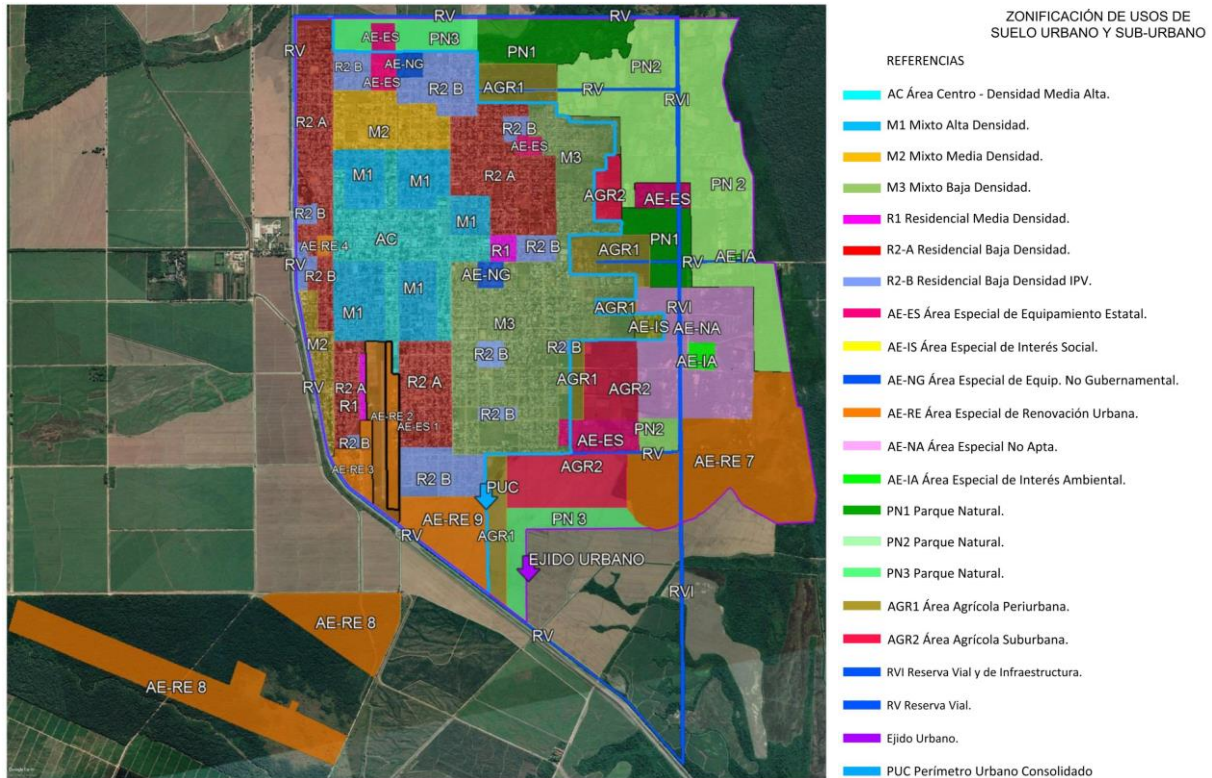 ZONIFICACIÓN DE USOS DE
SUELO URBANO Y SUB-URBANO
REFERENCIAS
AC Área Centro - Densidad Media Alta.
M1 Mixto Alta Densidad.
M2 Mixto Media Densidad.
M3 Mixto Baja Densidad.
R1 Residencial Media Densidad.
R2-A Residencial Baja Densidad.
R2-B Residencial Baja Densidad IPV.
AE-ES Área Especial de Equipamiento Estatal.
AE-IS Área Especial de Interés Social.
AE-NG Área Especial de Equip. No Gubernamental.
AE-RE Área Especial de Renovación Urbana.
AE-NA Área Especial No Apta.
AE-IA Área Especial de Interés Ambiental.
PN1 Parque Natural.
PN2 Parque Natural.
PN3 Parque Natural.
AGR1 Área Agrícola Periurbana.
AGR2 Área Agrícola Suburbana.
RVI Reserva Vial y de Infraestructura.
RV Reserva Vial.
Ejido Urbano.
PUC Perímetro Urbano Consolidado
RV
RV
RV
AE-ES
PN3
PN1
PN2
R2 B
AE-NG
AE-ES
R2 B
AGR1
RV
RVI
R2 A
M2
R2 B
AE-ES
M3
R2 A
M1
M1
PN 2
AGR2
AE-ES
R2 B
M1
AC
R1
R2 B
AGR1
PN1
AE-RE 4
RV
R2 B
AE-NG
RV
AE-IA
M1
M1
M3
AGR1
RVI
AE-IS
AE-NA
M2
R2 B
R2 B
AE-IA
RV
R2 A
R2 A
AGR1
AGR2
R1
AE-RE 2
AE-ES 1
R2 B
PN2
R2 B
AE-ES
RV
AE-RE 3
R2 B
AGR2
AE-RE 7
PUC
AE-RE 9
PN 3
RV
AGR1
EJIDO URBANO
RVI
AE-RE 8
RV
AE-RE 8